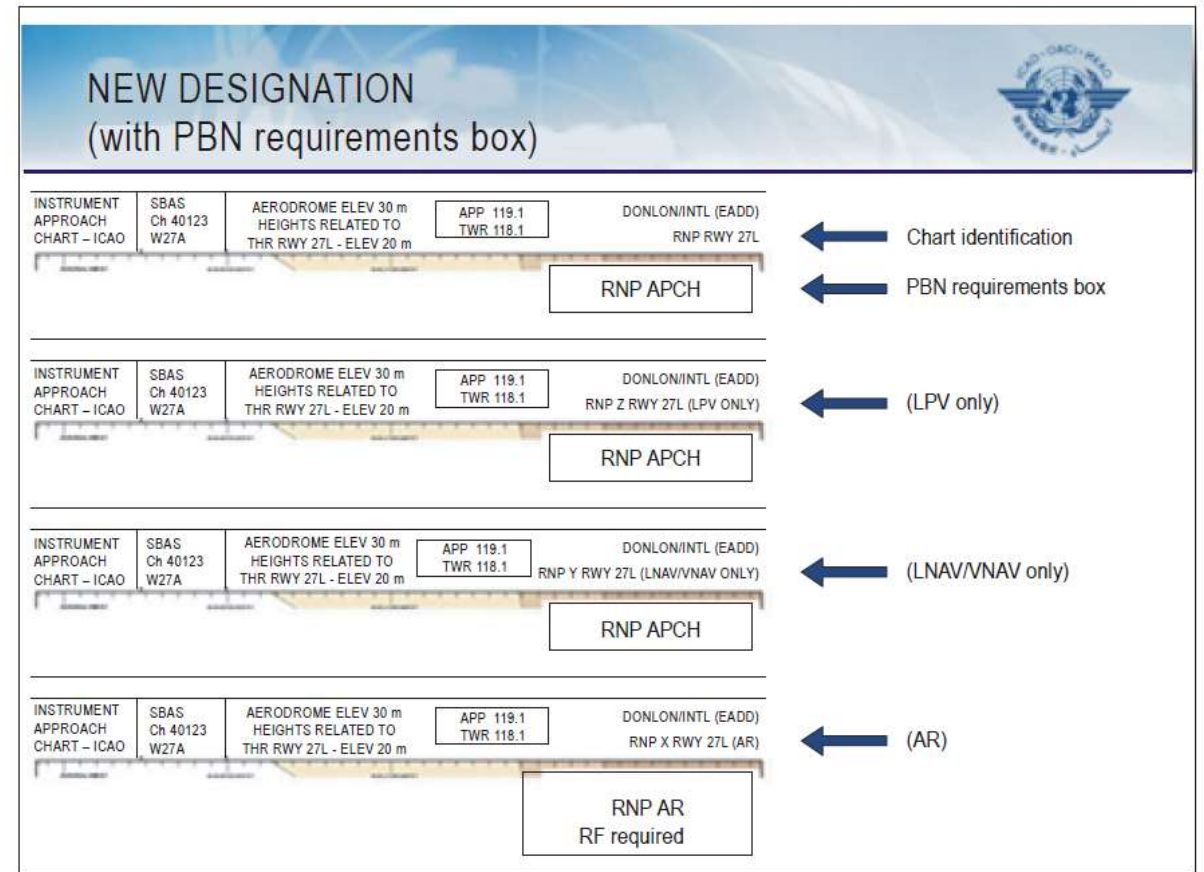 NEW DESIGNATION
(with PBN requirements box)
INSTRUMENT
APPROACH
CHART – ICAO
SBAS
Ch 40123
W27A
AERODROME ELEV 30 m
HEIGHTS RELATED TO
THR RWY 27L - ELEV 20 m
APP 119.1
TWR 118.1
DONLON/INTL (EADD)
RNP RWY 27L
Chart identification
RNP APCH
PBN requirements box
INSTRUMENT
APPROACH
CHART – ICAO
SBAS
Ch 40123
W27A
AERODROME ELEV 30 m
HEIGHTS RELATED TO
THR RWY 27L - ELEV 20 m
APP 119.1
TWR 118.1
DONLON/INTL (EADD)
RNP Z RWY 27L (LPV ONLY)
(LPV only)
RNP APCH
INSTRUMENT
APPROACH
CHART – ICAO
SBAS
Ch 40123
W27A
AERODROME ELEV 30 m
HEIGHTS RELATED TO
THR RWY 27L - ELEV 20 m
APP 119.1
TWR 118.1
DONLON/INTL (EADD)
RNP Y RWY 27L (LNAV/VNAV ONLY)
(LNAV/VNAV only)
RNP APCH
INSTRUMENT
APPROACH
CHART – ICAO
SBAS
Ch 40123
W27A
AERODROME ELEV 30 m
HEIGHTS RELATED TO
THR RWY 27L - ELEV 20 m
APP 119.1
TWR 118.1
DONLON/INTL (EADD)
RNP X RWY 27L (AR)
(AR)
RNP AR
RF required